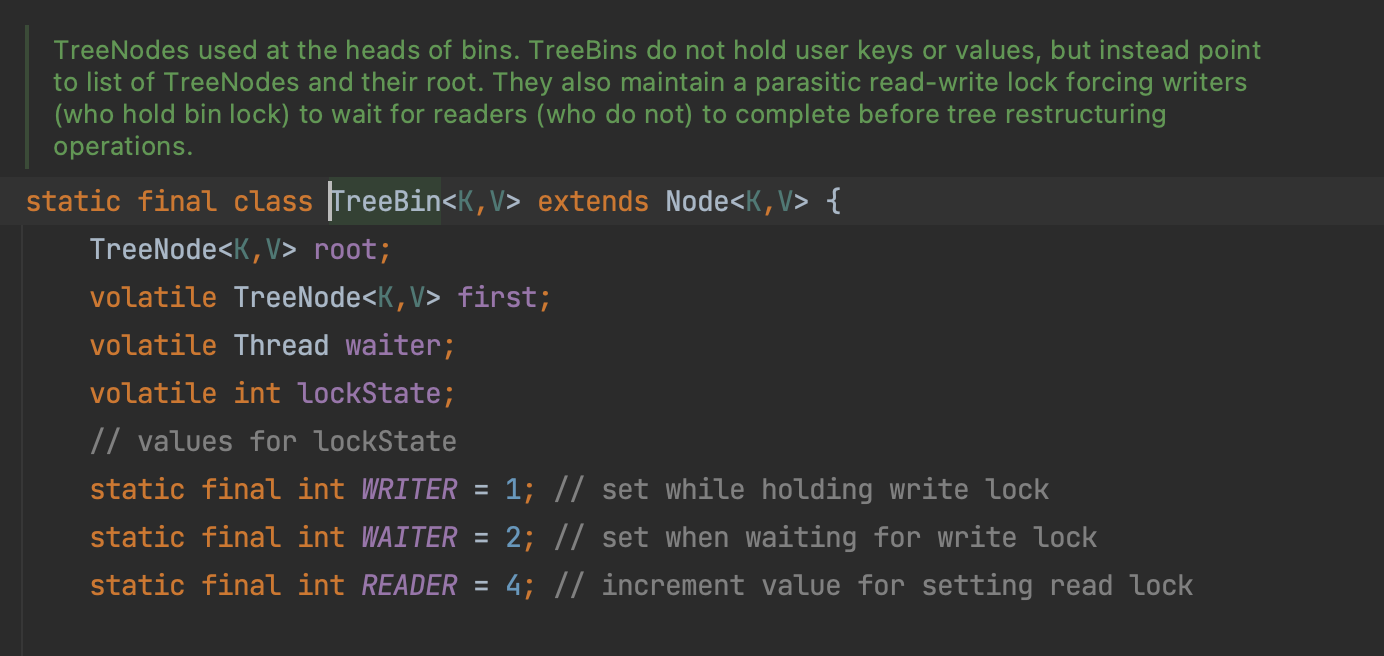 TreeNodes used at the heads of bins. TreeBins do not hold user keys or values, but instead point
to list of TreeNodes and their root. They also maintain a parasitic read-write lock forcing writers
(who hold bin lock) to wait for readers (who do not) to complete before tree restructuring
operations.
static final class TreeBin<K,V> extends Node<K,V> {
TreeNode<K,V> root;
volatile TreeNode<K,V> first;
volatile Thread waiter;
volatile int lockState;
// values for lockState
static final int WRITER = 1; // set while holding write lock
static final int WAITER = 2; // set when waiting for write lock
static final int READER = 4; // increment value for setting read lock